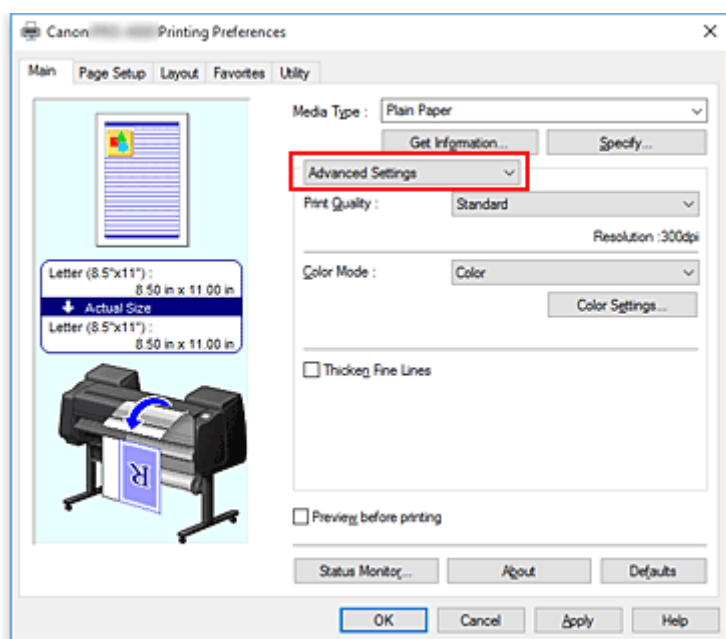 Canon Printing Preferences
Main Page Setup Layout Favorites Utility
Media Type : Plain Paper
Get Information... Specify...
Advanced Settings
Print Quality : Standard
Resolution :300dpi
Letter (8.5"x11") :
8.50 in x 11.00 in
Actual Size
Letter (8.5"x11") :
8.50 in x 11.00 in
Color Mode : Color
Color Settings...
Thicken Fine Lines
R
Preview before printing
Status Monitor... About Defaults
OK Cancel Apply Help